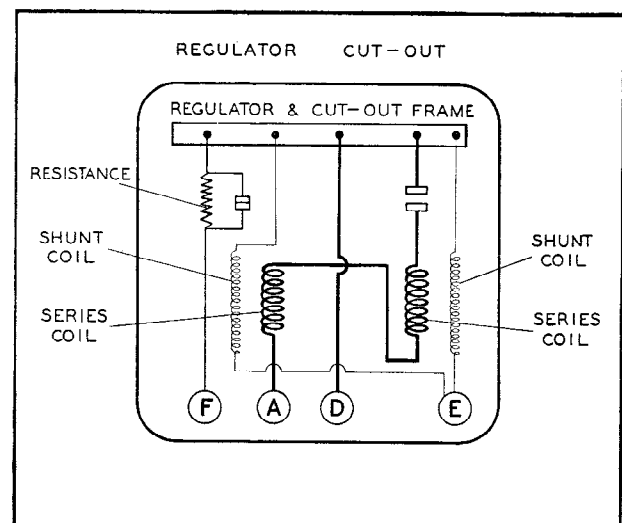 REGULATOR CUT-OUT
REGULATOR & CUT-OUT FRAME
RESISTANCE
SHUNT
COIL
SERIES
COIL
SHUNT
COIL
SERIES
COIL
F A D E